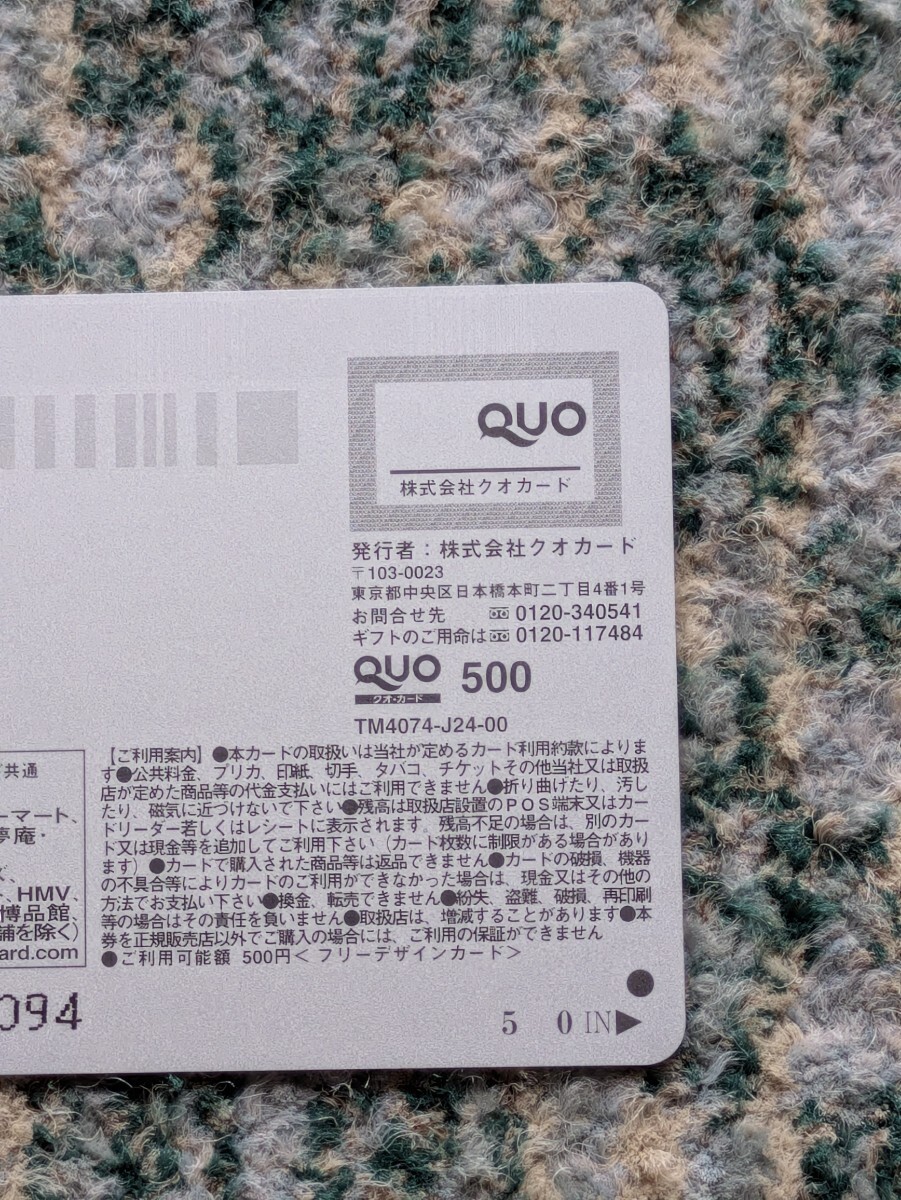 QUO
株式会社クオカード
発行者：株式会社クオカード
〒103-0023
東京都中央区日本橋本町二丁目4番1号
お問合せ先 0120-340541
ギフトのご用命は 0120-117484
QUO 500
クオ・カード
TM4074-J24-00
【ご利用案内】●本カードの取扱いは当社が定めるカード利用約款によりま
す●公共料金、プリカ、印紙、切手、タバコ、チケットその他当社又は取扱
店が定めた商品等の代金支払いにはご利用できません●折り曲げたり、汚し
たり、磁気に近づけないで下さい●残高は取扱店設置のＰＯＳ端末又はカー
ドリーダー若しくはレシートに表示されます。残高不足の場合は、別のカー
ド又は現金等を追加してご利用下さい（カード枚数に制限がある場合があり
ます）●カードで購入された商品等は返品できません●カードの破損、機器
の不具合等によりカードのご利用ができなかった場合は、現金又はその他の
方法でお支払い下さい●換金、転売できません●紛失、盗難、破損、再印刷
等の場合はその責任を負いません●取扱店は、増減することがあります●本
券を正規販売店以外でご購入の場合には、ご利用の保証ができません
●ご利用可能額 500円＜フリーデザインカード＞
共通
ーマート、
夢庵・
、HMV、
博品館、
舗を除く）
ard.com
094
5 0 IN▶